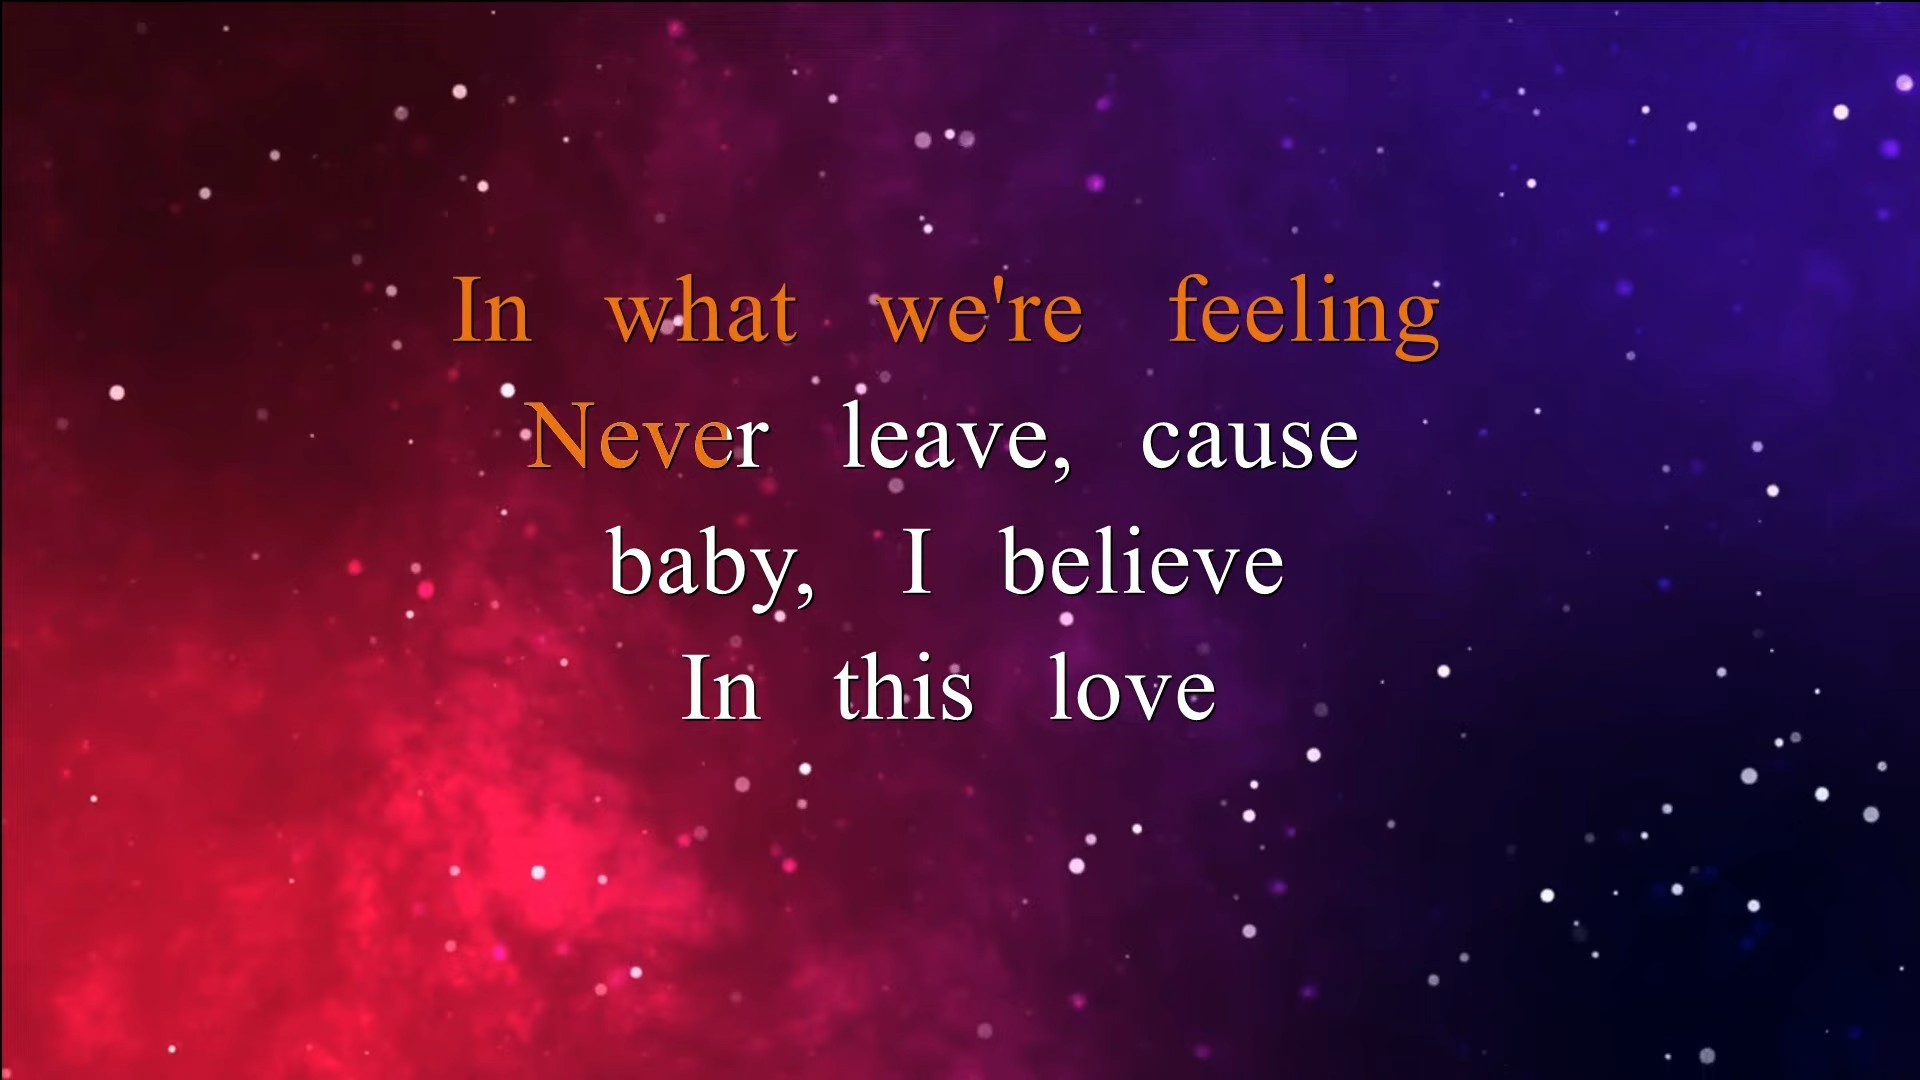 In what we're feeling
Never leave, cause
baby, I believe
In this love